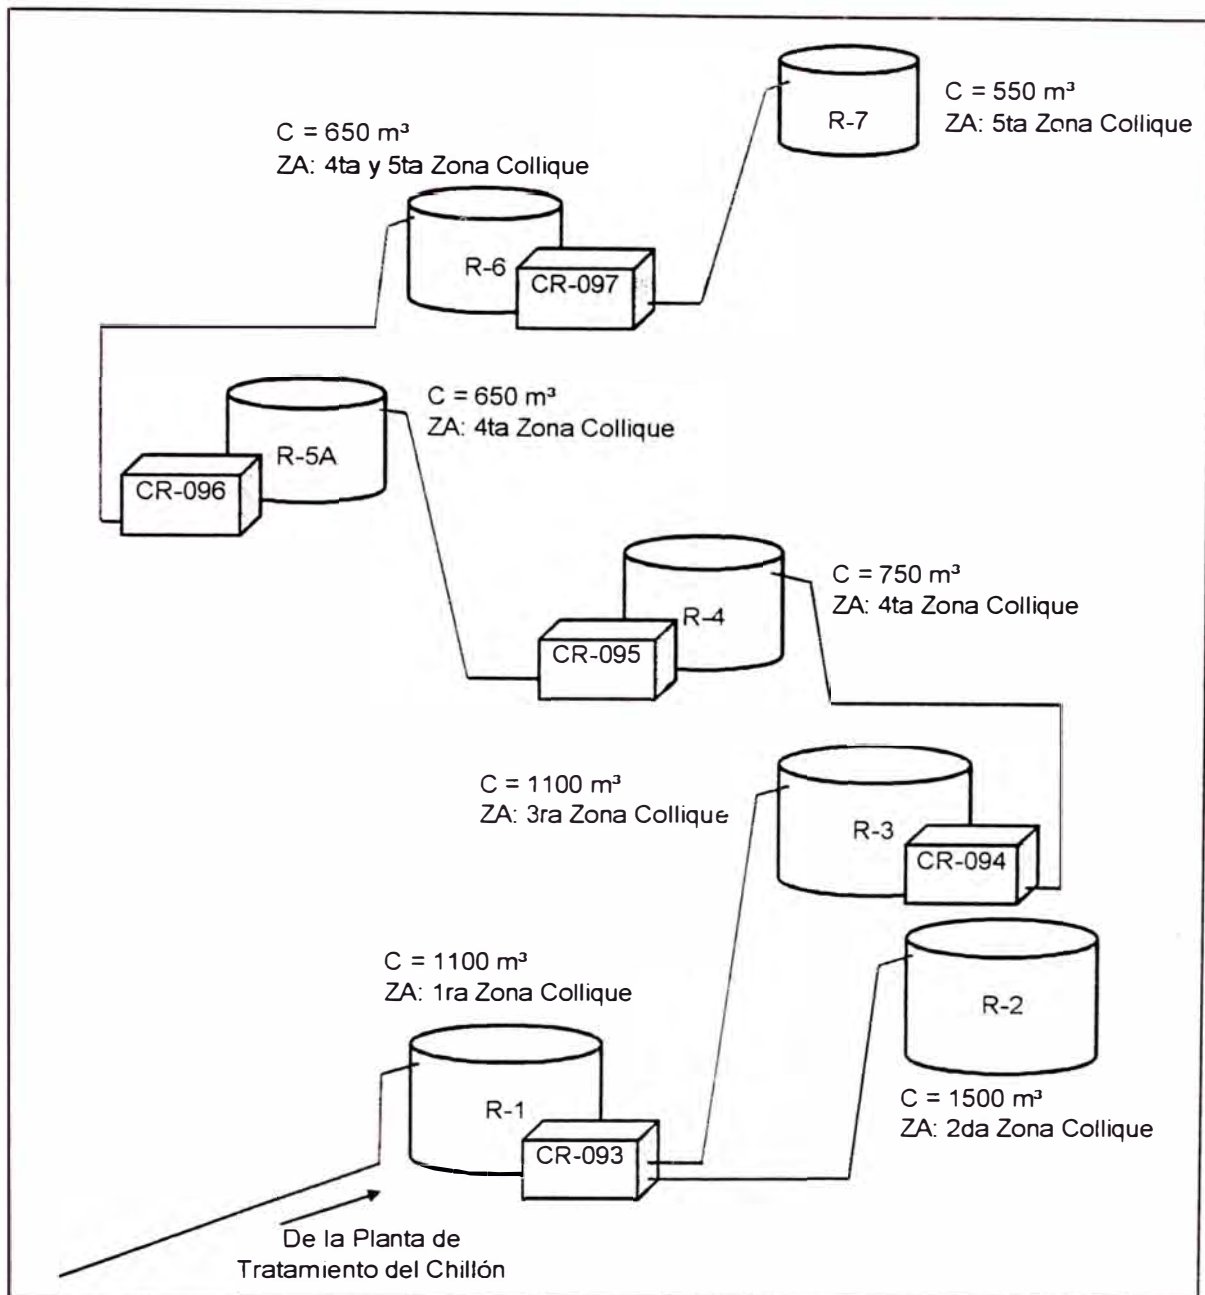 R-7
C = 550 m³
ZA: 5ta Zona Collique
C = 650 m³
ZA: 4ta y 5ta Zona Collique
R-6
CR-097
C = 650 m³
ZA: 4ta Zona Collique
R-5A
CR-096
C = 750 m³
ZA: 4ta Zona Collique
R-4
CR-095
C = 1100 m³
ZA: 3ra Zona Collique
R-3
CR-094
C = 1100 m³
ZA: 1ra Zona Collique
R-2
R-1
CR-093
C = 1500 m³
ZA: 2da Zona Collique
De la Planta de
Tratamiento del Chillón